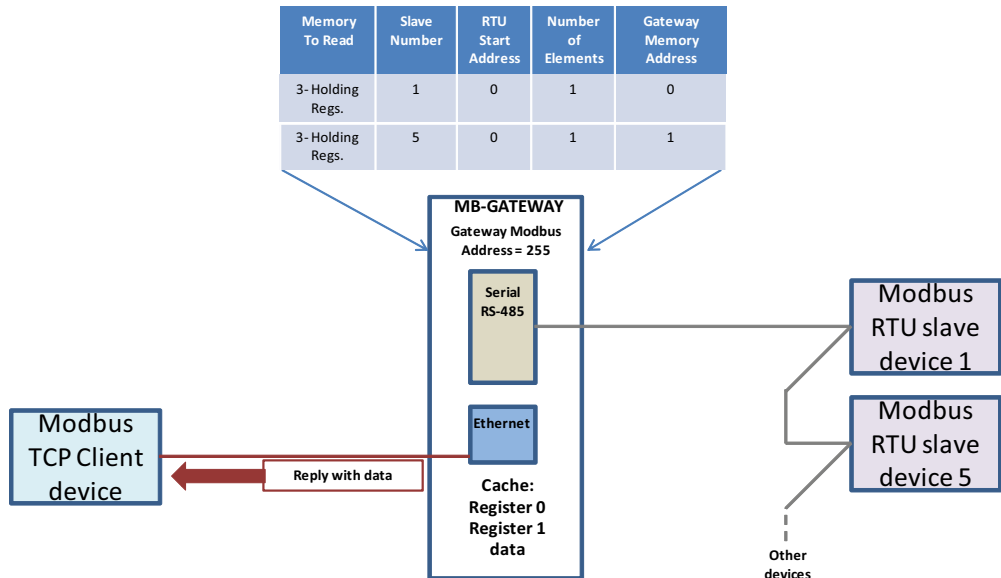 Memory To Read Slave Number RTU Start Address Number of Elements Gateway Memory Address
3- Holding Regs. 1 0 1 0
3- Holding Regs. 5 0 1 1
MB-GATEWAY
Gateway Modbus
Address = 255
Serial
RS-485
Modbus
RTU slave
device 1
Modbus
TCP Client
device
Reply with data
Ethernet
Modbus
RTU slave
device 5
Cache:
Register 0
Register 1
data
Other
devices